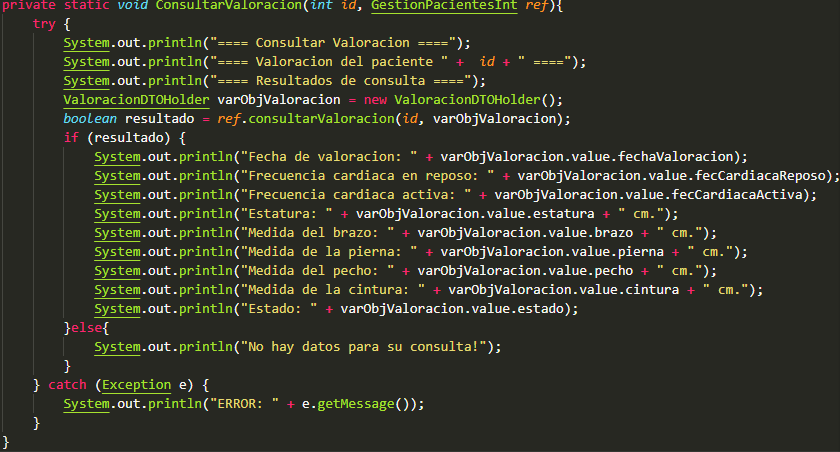 private static void ConsultarValoracion(int id, GestionPacientesInt ref){
try {
System.out.println("==== Consultar Valoracion ====");
System.out.println("==== Valoracion del paciente " +  id + " ====");
System.out.println("==== Resultados de consulta ====");
ValoracionDTOHolder varObjValoracion = new ValoracionDTOHolder();
boolean resultado = ref.consultarValoracion(id, varObjValoracion);
if (resultado) {
System.out.println("Fecha de valoracion: " + varObjValoracion.value.fechaValoracion);
System.out.println("Frecuencia cardiaca en reposo: " + varObjValoracion.value.fecCardiacaReposo);
System.out.println("Frecuencia cardiaca activa: " + varObjValoracion.value.fecCardiacaActiva);
System.out.println("Estatura: " + varObjValoracion.value.estatura + " cm.");
System.out.println("Medida del brazo: " + varObjValoracion.value.brazo + " cm.");
System.out.println("Medida de la pierna: " + varObjValoracion.value.pierna + " cm.");
System.out.println("Medida del pecho: " + varObjValoracion.value.pecho + " cm.");
System.out.println("Medida de la cintura: " + varObjValoracion.value.cintura + " cm.");
System.out.println("Estado: " + varObjValoracion.value.estado);
}else{
System.out.println("No hay datos para su consulta!");
}
} catch (Exception e) {
System.out.println("ERROR: " + e.getMessage());
}
}